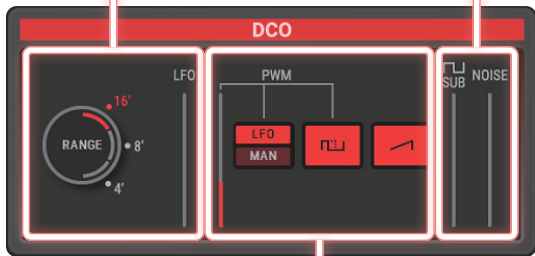 DCO
LFO
PWM
SUB
NOISE
16'
RANGE
8'
4'
LFO
MAN